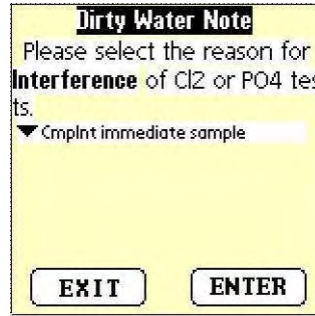 Dirty Water Note
Please select the reason for
Interference of Cl2 or PO4 tes
ts.
Cmplnt immediate sample
EXIT ENTER